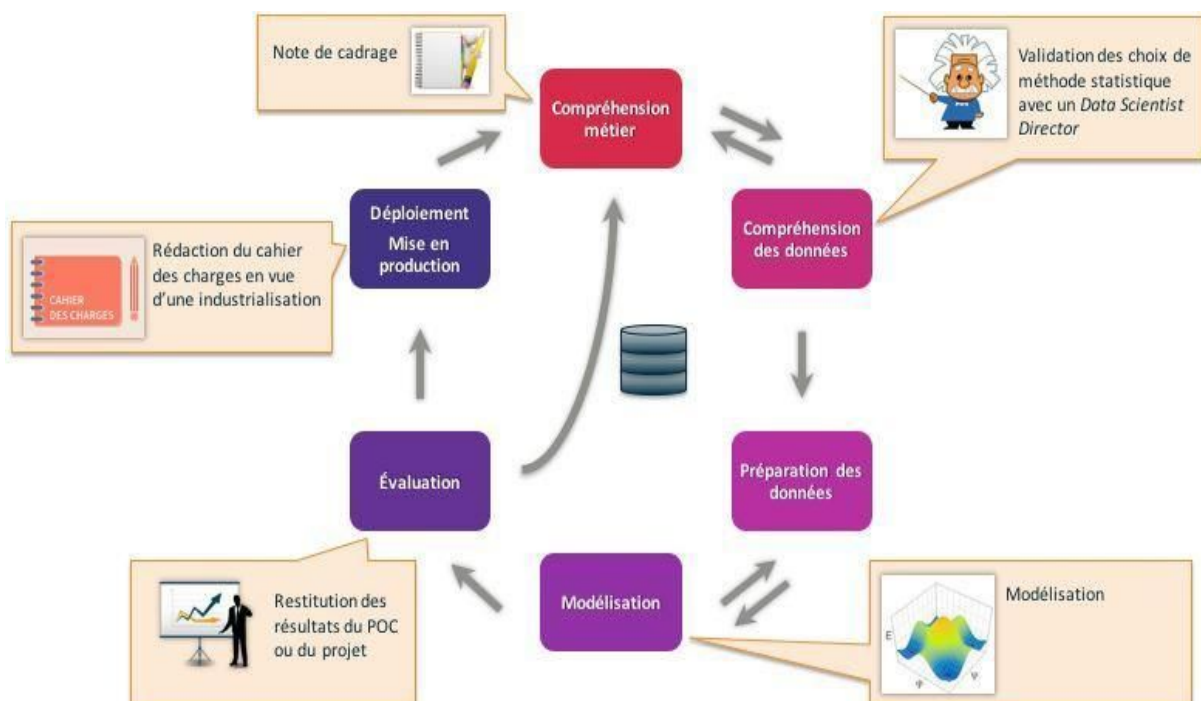 Note de cadrage
Compréhension
métier
Validation des choix de
méthode statistique
avec un Data Scientist
Director
Déploiement
Mise en
production
Compréhension
des données
Rédaction du cahier
des charges en vue
d'une industrialisation
CAHIER
DES CHARGES
Évaluation
Préparation des
données
Restitution des
résultats du POC
ou du projet
Modélisation
Modélisation
E
φ
ψ